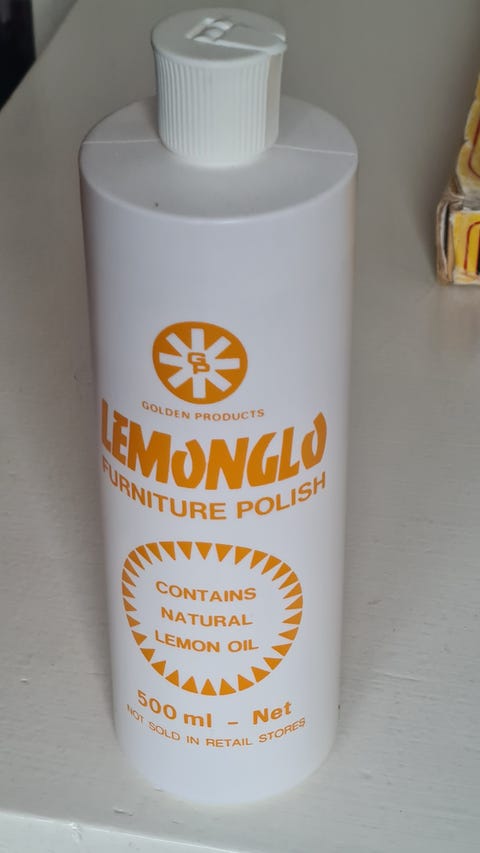 GP
GOLDEN PRODUCTS
LEMONGLO
FURNITURE POLISH
CONTAINS
NATURAL
LEMON OIL
500 ml - Net
NOT SOLD IN RETAIL STORES